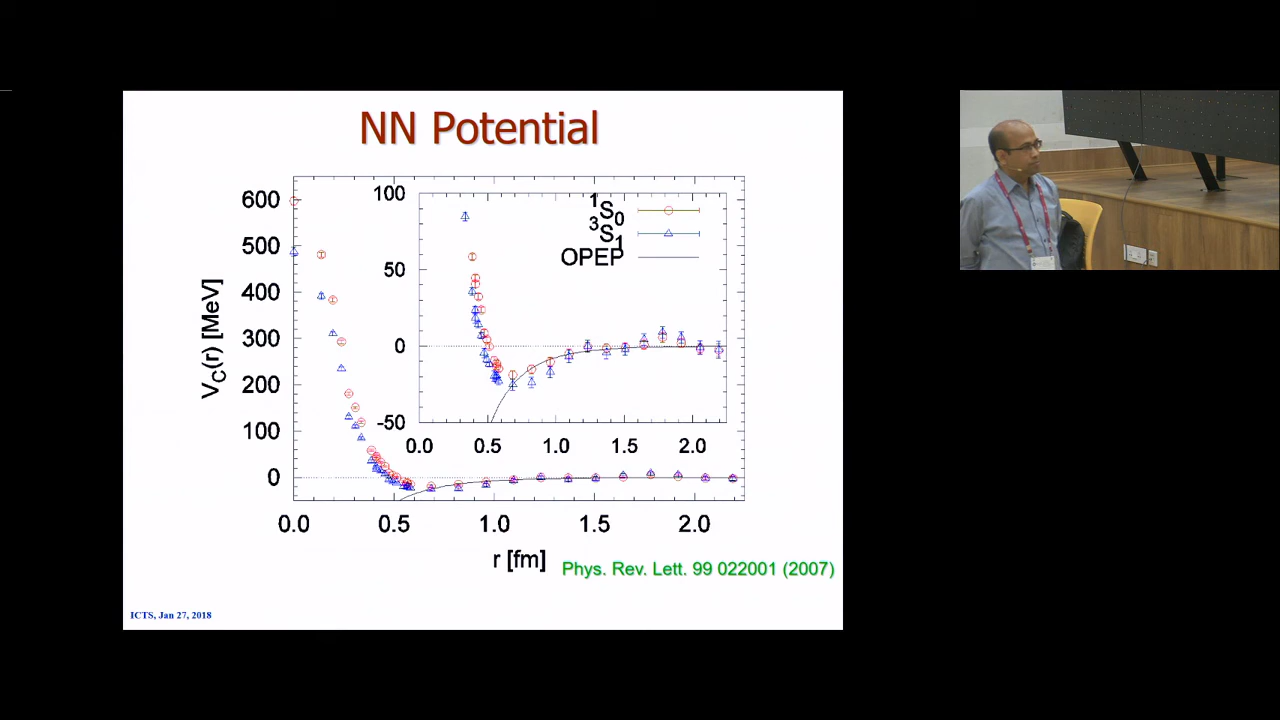 NN Potential
600
500
400
300
200
100
0
V_C(r) [MeV]
100
50
0
-50
0.0 0.5 1.0 1.5 2.0
¹S₀
³S₁
OPEP
0.0 0.5 1.0 1.5 2.0
r [fm]
Phys. Rev. Lett. 99 022001 (2007)
ICTS, Jan 27, 2018